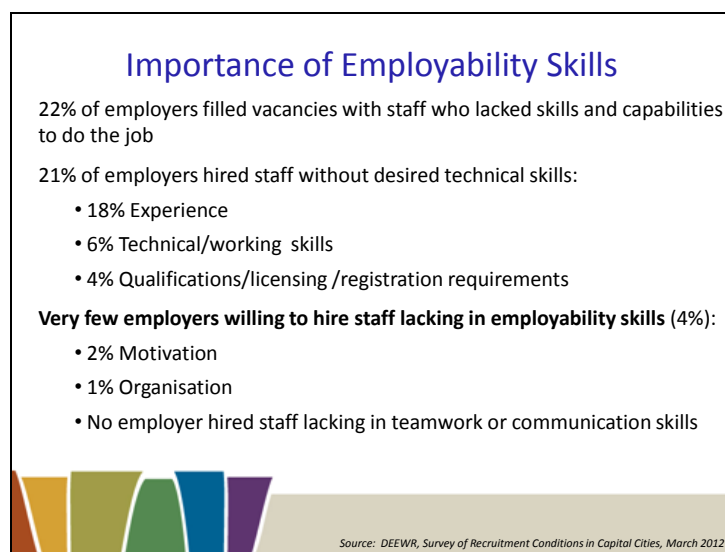 Importance of Employability Skills
22% of employers filled vacancies with staff who lacked skills and capabilities
to do the job
21% of employers hired staff without desired technical skills:
• 18% Experience
• 6% Technical/working skills
• 4% Qualifications/licensing /registration requirements
Very few employers willing to hire staff lacking in employability skills (4%):
• 2% Motivation
• 1% Organisation
• No employer hired staff lacking in teamwork or communication skills
Source: DEEWR, Survey of Recruitment Conditions in Capital Cities, March 2012